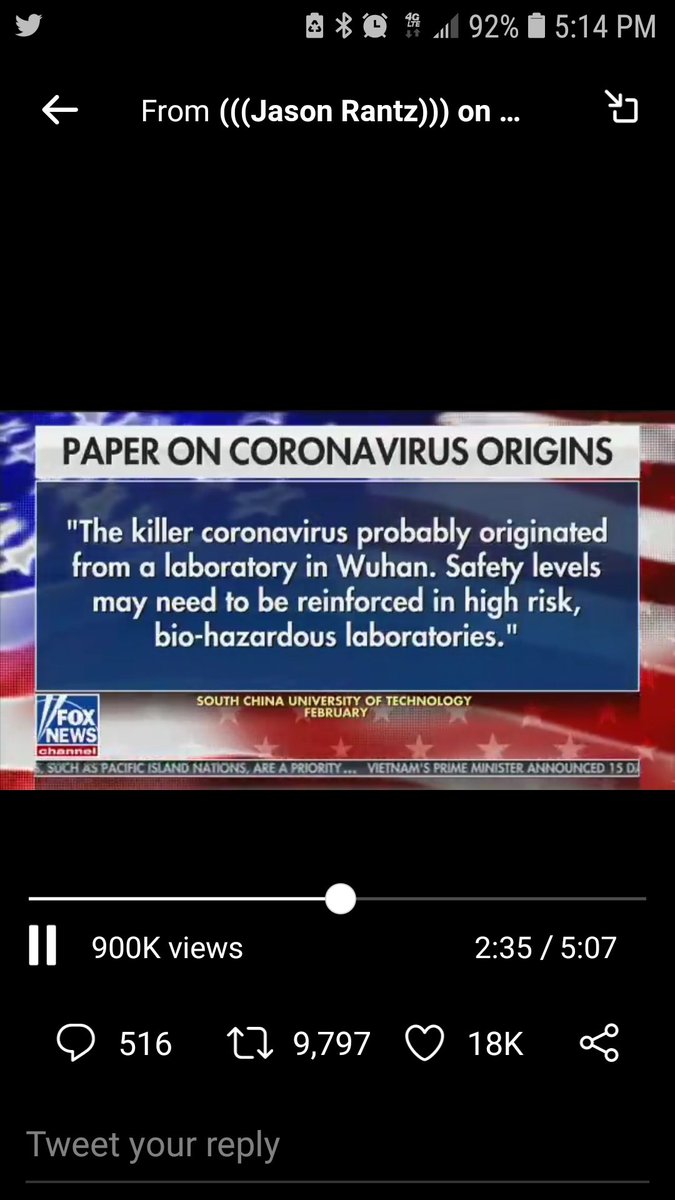 4G
LTE
92%
5:14 PM
From (((Jason Rantz))) on ...
PAPER ON CORONAVIRUS ORIGINS
"The killer coronavirus probably originated
from a laboratory in Wuhan. Safety levels
may need to be reinforced in high risk,
bio-hazardous laboratories."
SOUTH CHINA UNIVERSITY OF TECHNOLOGY
FEBRUARY
FOX
NEWS
channel
SUCH AS PACIFIC ISLAND NATIONS, ARE A PRIORITY... VIETNAM'S PRIME MINISTER ANNOUNCED 15
900K views
2:35 / 5:07
516
9,797
18K
Tweet your reply